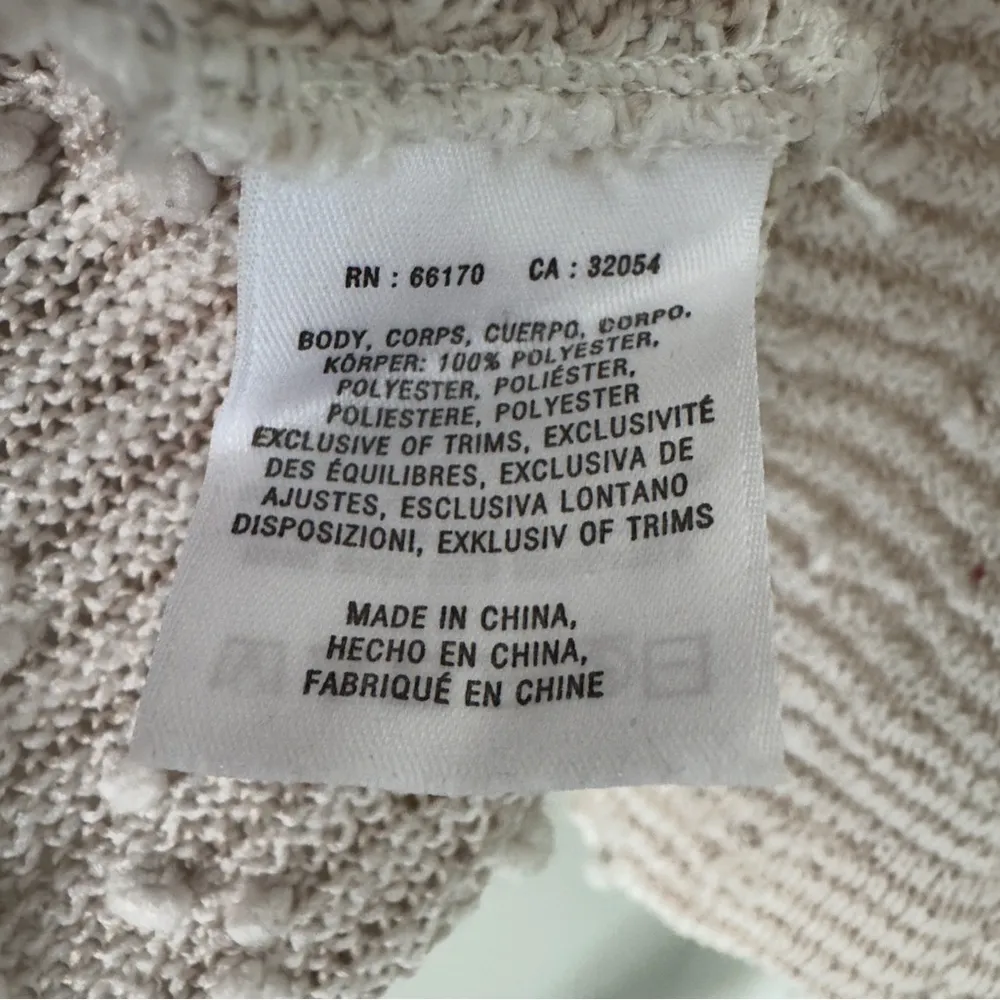 RN : 66170 CA : 32054
BODY, CORPS, CUERPO, CORPO,
KÖRPER: 100% POLYESTER,
POLYESTER, POLIÉSTER,
POLIESTERE, POLYESTER
EXCLUSIVE OF TRIMS, EXCLUSIVITÉ
DES ÉQUILIBRES, EXCLUSIVA DE
AJUSTES, ESCLUSIVA LONTANO
DISPOSIZIONI, EXKLUSIV OF TRIMS
MADE IN CHINA,
HECHO EN CHINA,
FABRIQUÉ EN CHINE